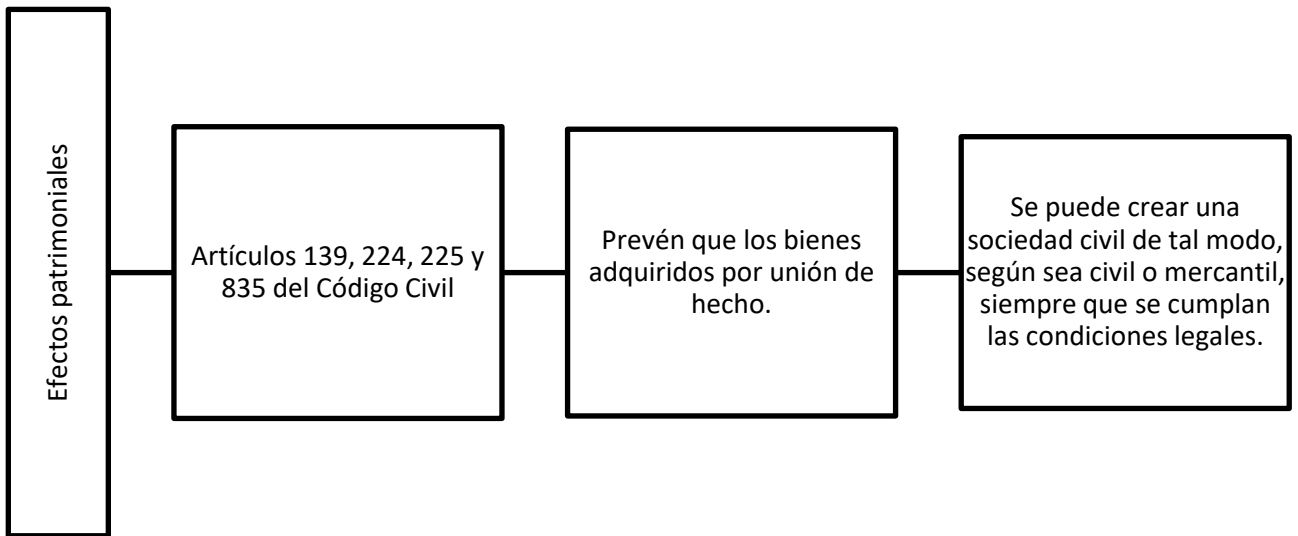 Efectos patrimoniales
Artículos 139, 224, 225 y
835 del Código Civil
Prevén que los bienes
adquiridos por unión de
hecho.
Se puede crear una
sociedad civil de tal modo,
según sea civil o mercantil,
siempre que se cumplan
las condiciones legales.